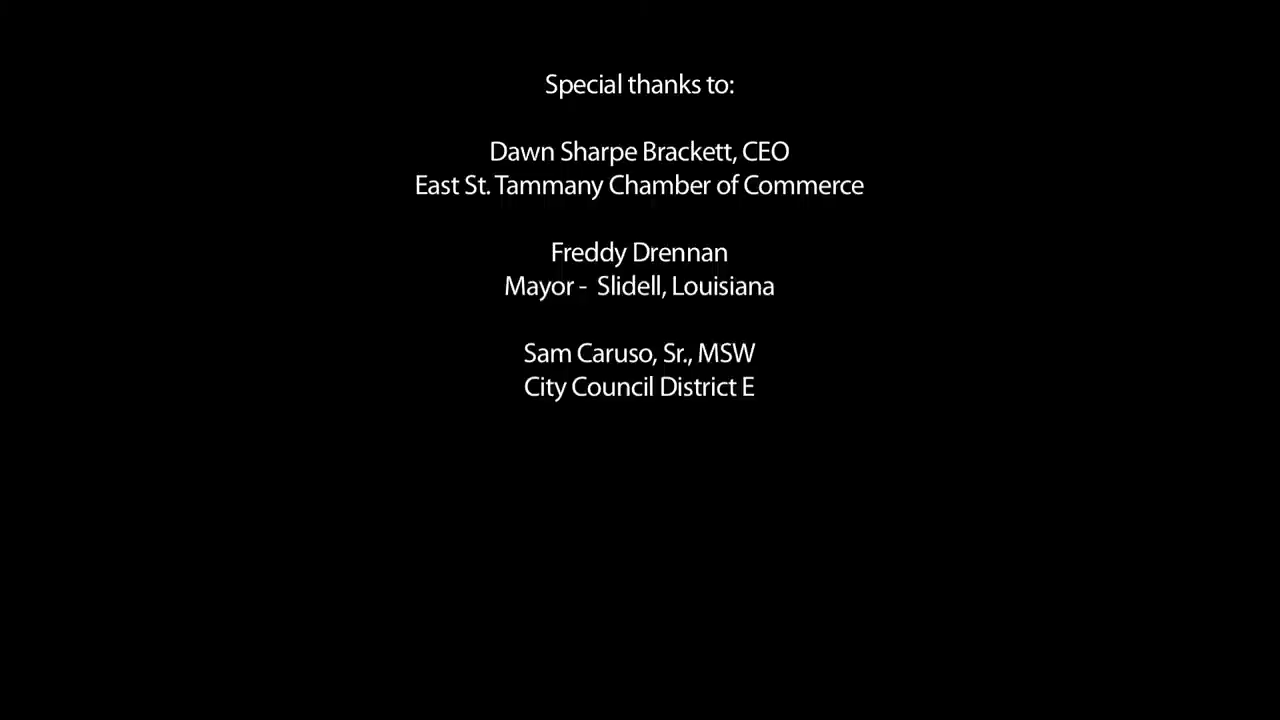 Special thanks to:
Dawn Sharpe Brackett, CEO
East St. Tammany Chamber of Commerce
Freddy Drennan
Mayor -  Slidell, Louisiana
Sam Caruso, Sr., MSW
City Council District E